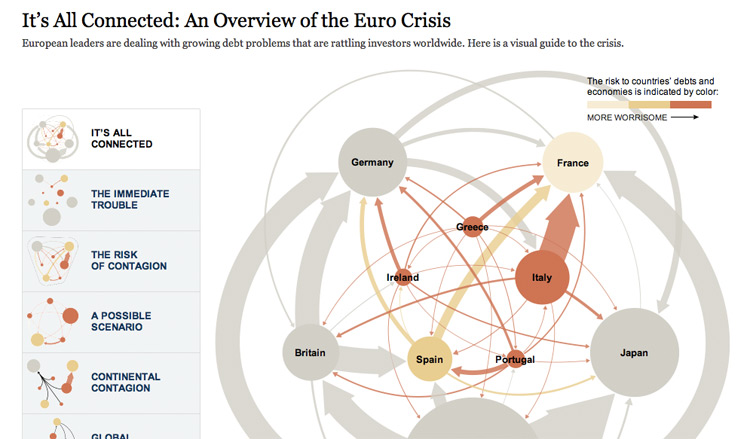 It's All Connected: An Overview of the Euro Crisis
European leaders are dealing with growing debt problems that are rattling investors worldwide. Here is a visual guide to the crisis.
The risk to countries' debts and
economies is indicated by color:
MORE WORRISOME
IT'S ALL
CONNECTED
THE IMMEDIATE
TROUBLE
THE RISK
OF CONTAGION
A POSSIBLE
SCENARIO
CONTINENTAL
CONTAGION
GLOBAL
Germany
France
Greece
Ireland
Italy
Britain
Spain
Portugal
Japan